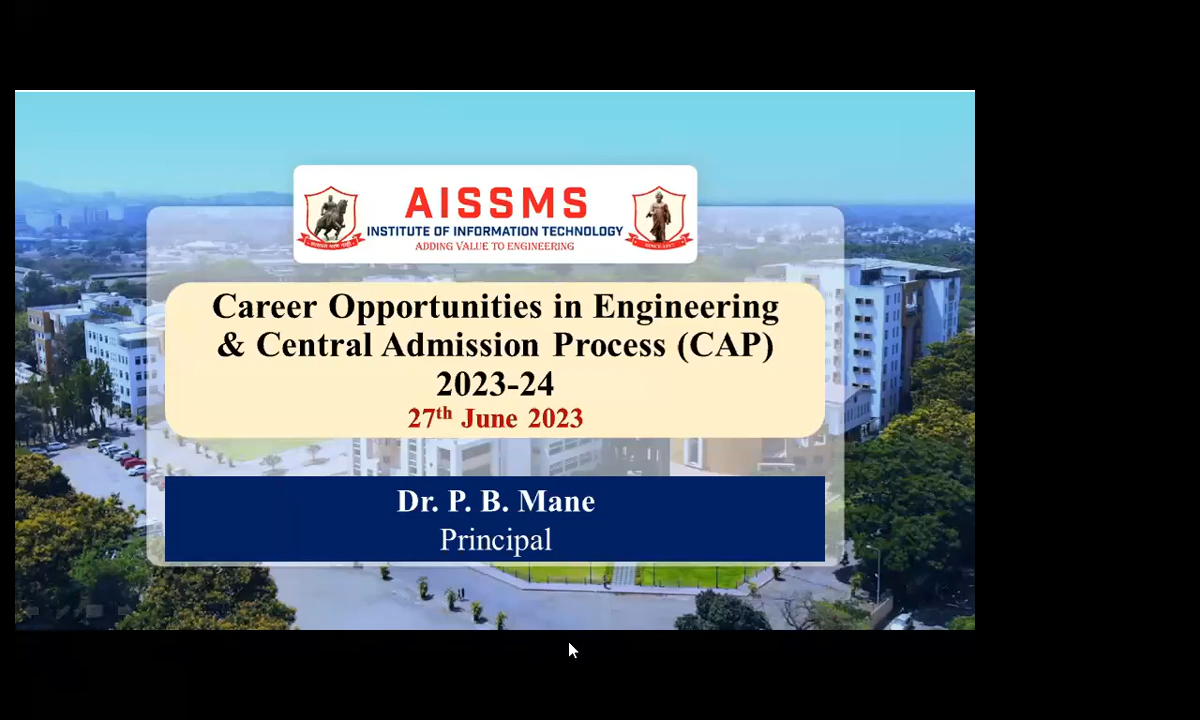 AISSMS
INSTITUTE OF INFORMATION TECHNOLOGY
ADDING VALUE TO ENGINEERING
Career Opportunities in Engineering
& Central Admission Process (CAP)
2023-24
27th June 2023
Dr. P. B. Mane
Principal